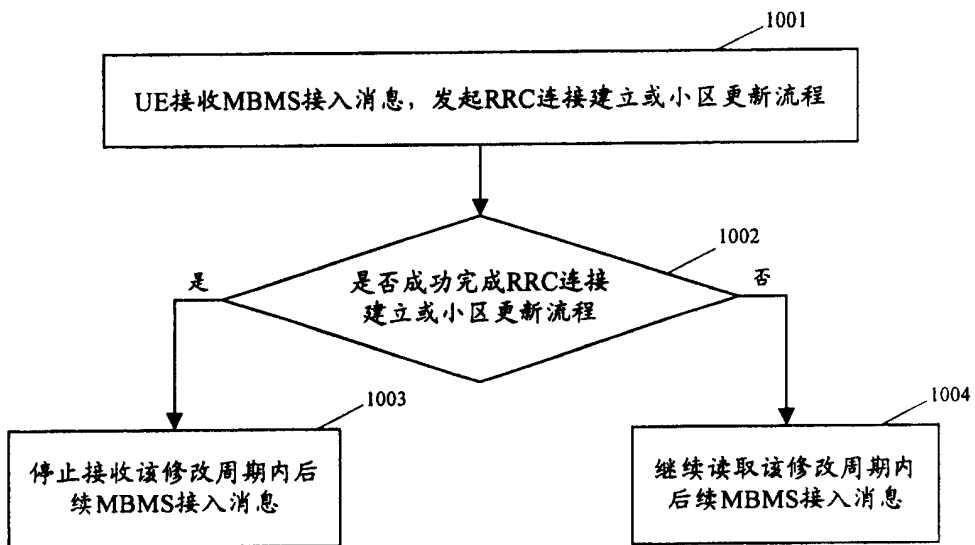 1001
UE接收MBMS接入消息，发起RRC连接建立或小区更新流程
1002
是
是否成功完成RRC连接
建立或小区更新流程
否
1003
停止接收该修改周期内后
续MBMS接入消息
1004
继续读取该修改周期内
后续MBMS接入消息